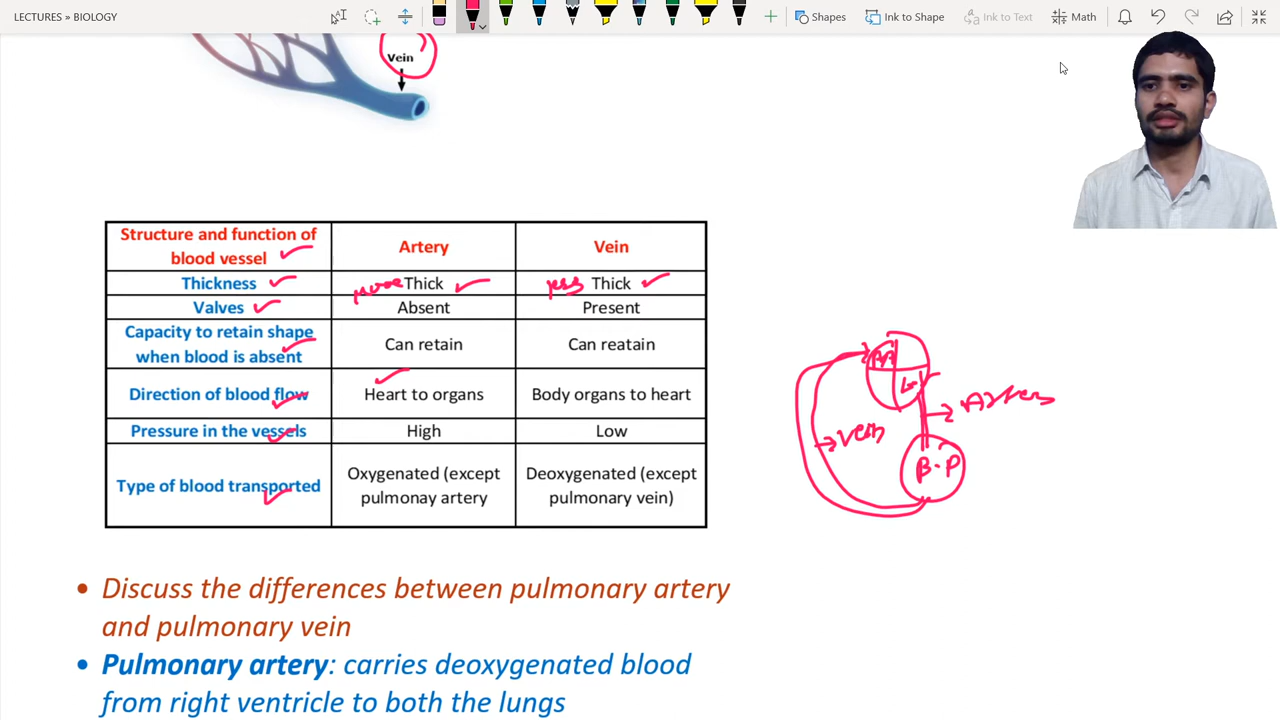 LECTURES » BIOLOGY
Shapes
Ink to Shape
Ink to Text
Math
Vein
Structure and function of
blood vessel
Artery
Vein
Thickness
more Thick
less Thick
Valves
Absent
Present
Capacity to retain shape
when blood is absent
Can retain
Can reatain
Direction of blood flow
Heart to organs
Body organs to heart
Pressure in the vessels
High
Low
Type of blood transported
Oxygenated (except
pulmonay artery
Deoxygenated (except
pulmonary vein)
Artery
Vein
B.P
• Discuss the differences between pulmonary artery
and pulmonary vein
• Pulmonary artery: carries deoxygenated blood
from right ventricle to both the lungs